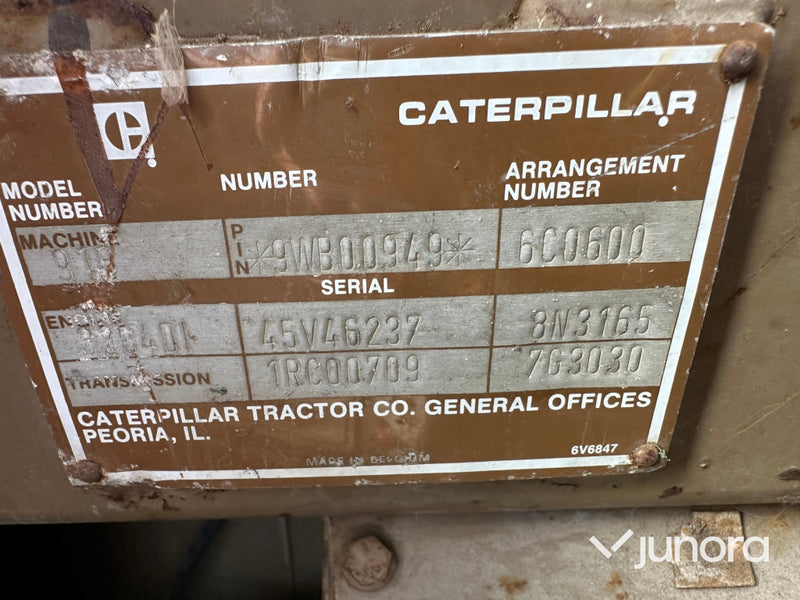 CATERPILLAR
MODEL NUMBER
NUMBER
ARRANGEMENT NUMBER
MACHINE
PIN
*9WB00949*
6C0600
SERIAL
45V46237
8N3165
TRANSMISSION
1RC00709
7G3030
CATERPILLAR TRACTOR CO. GENERAL OFFICES
PEORIA, IL.
6V6847
MADE IN BELGIUM
junora